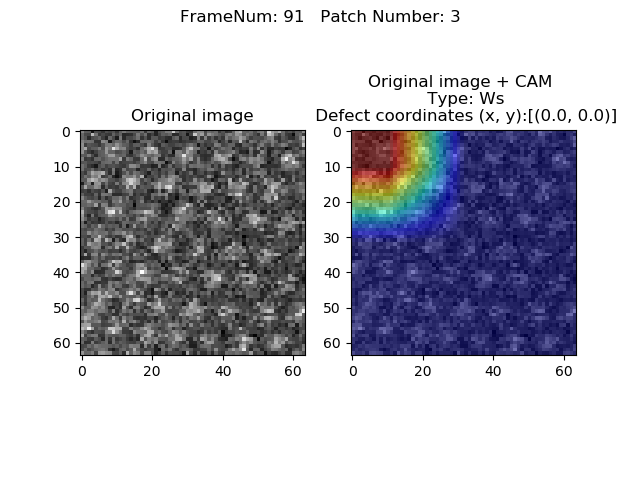 FrameNum: 91   Patch Number: 3
Original image
Original image + CAM
Type: Ws
Defect coordinates (x, y):[(0.0, 0.0)]
0
10
20
30
40
50
60
0 20 40 60
0
10
20
30
40
50
60
0 20 40 60